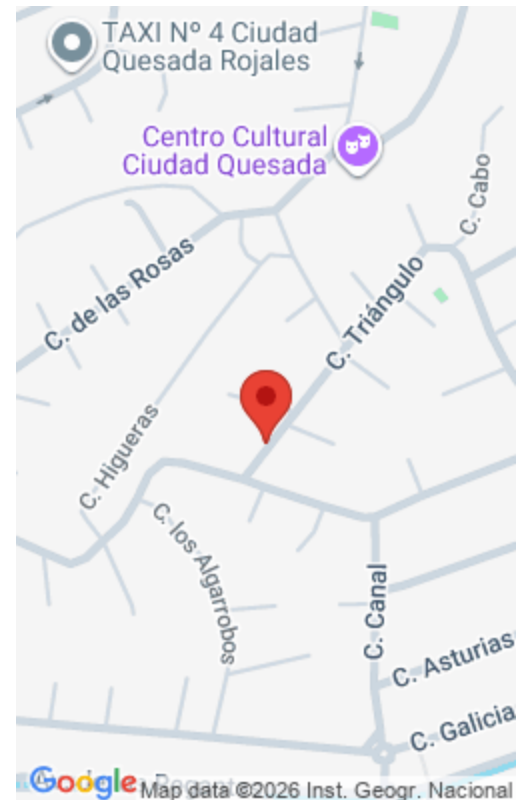 TAXI Nº 4 Ciudad
Quesada Rojales
Centro Cultural
Ciudad Quesada
C. Cabo
C. de las Rosas
C. Triángulo
C. Higueras
C. los Algarrobos
C. Canal
C. Asturias
C. Galicia
Google
Map data ©2026 Inst. Geogr. Nacional